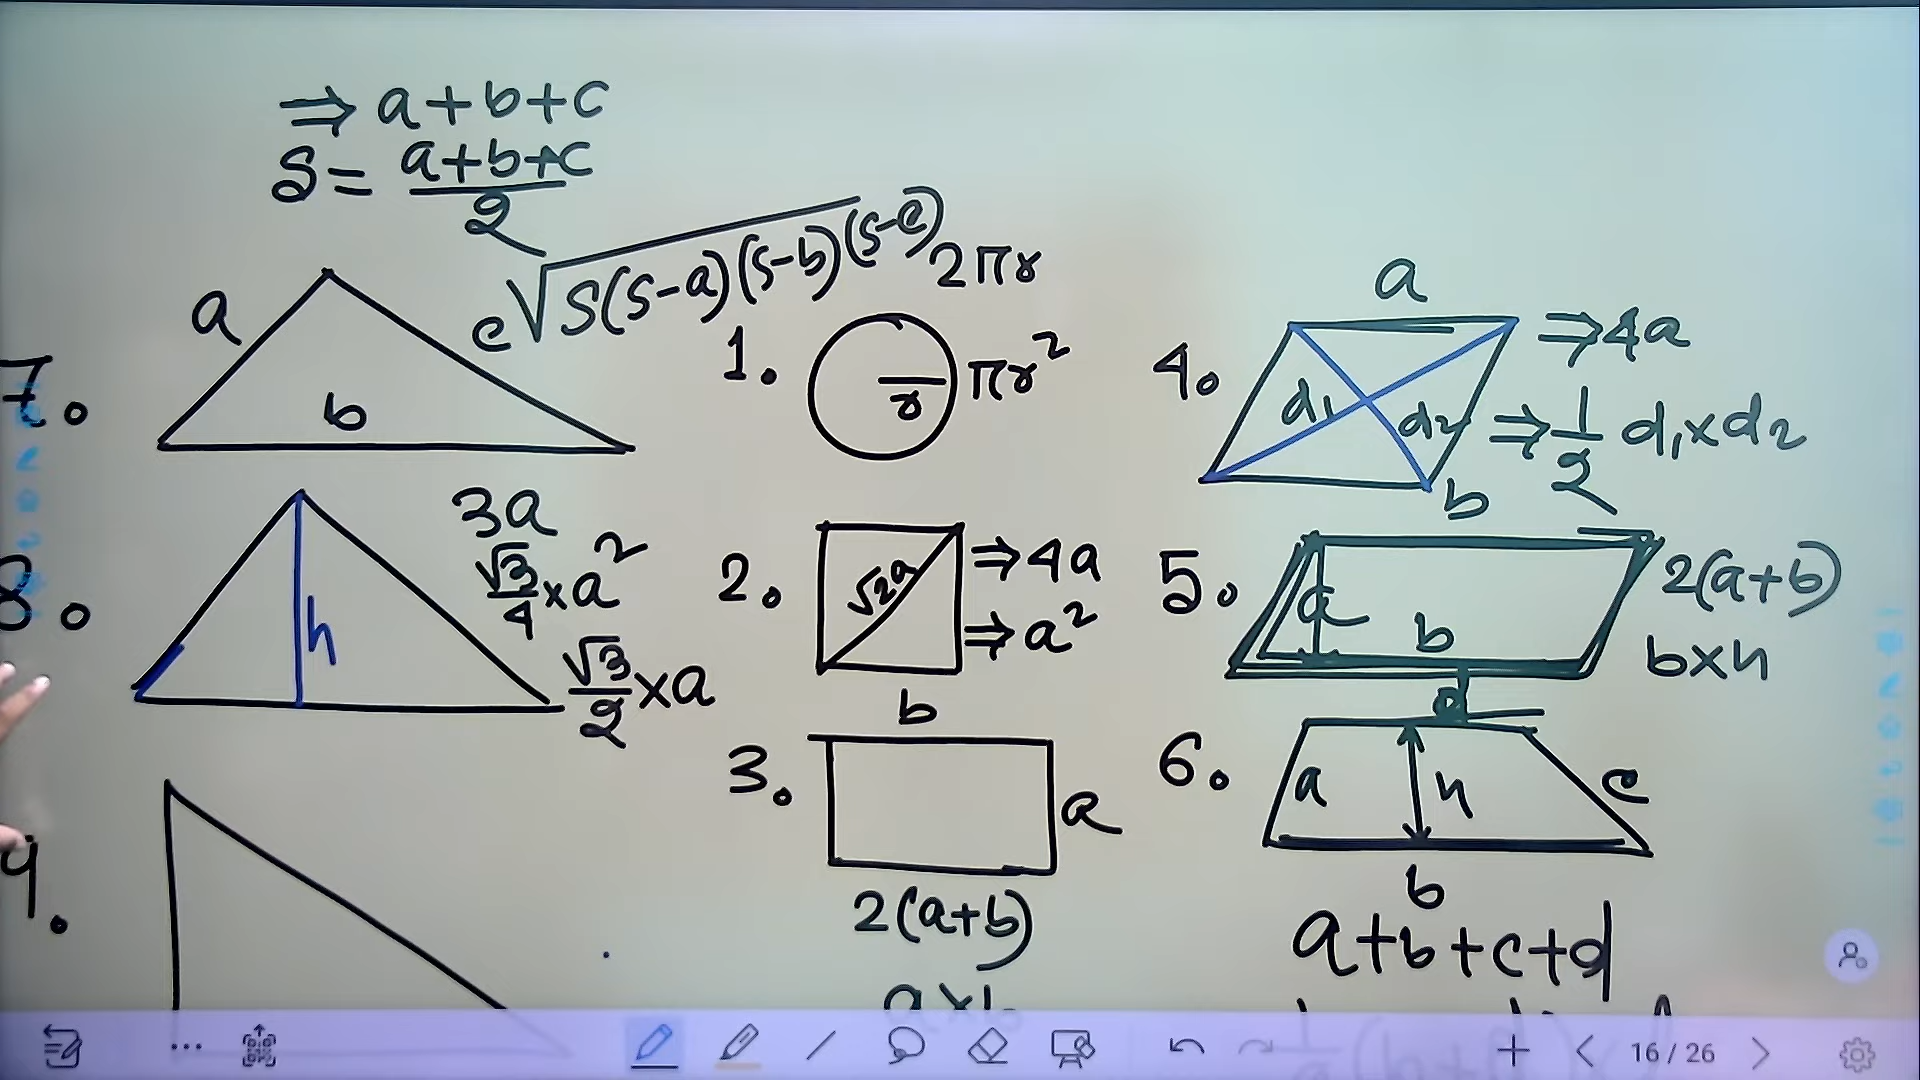 ⇒ a+b+c
S= a+b+c/2
√S(S-a)(S-b)(S-c)
7.
a
b
c
8.
h
3a
√3/4 × a²
√3/2 × a
9.
1.
r
2πr
πr²
2.
√2a
⇒4a
⇒a²
3.
b
a
2(a+b)
a×b
4.
a
d1
d2
⇒4a
⇒1/2 d1×d2
5.
b
a
b
2(a+b)
b×h
6.
d
a
h
c
b
a+b+c+d
16 / 26